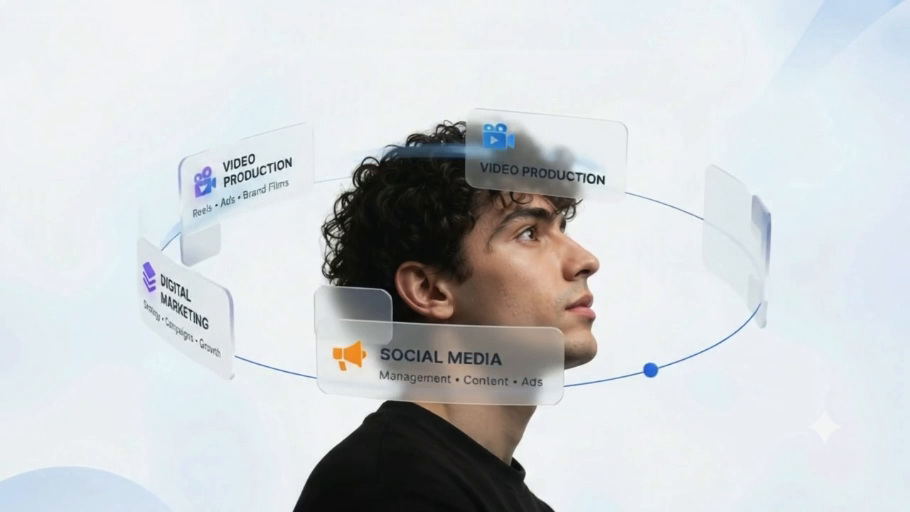 VIDEO
PRODUCTION
Reels • Ads • Brand Films
VIDEO PRODUCTION
DIGITAL
MARKETING
Strategy • Campaigns • Growth
SOCIAL MEDIA
Management • Content • Ads